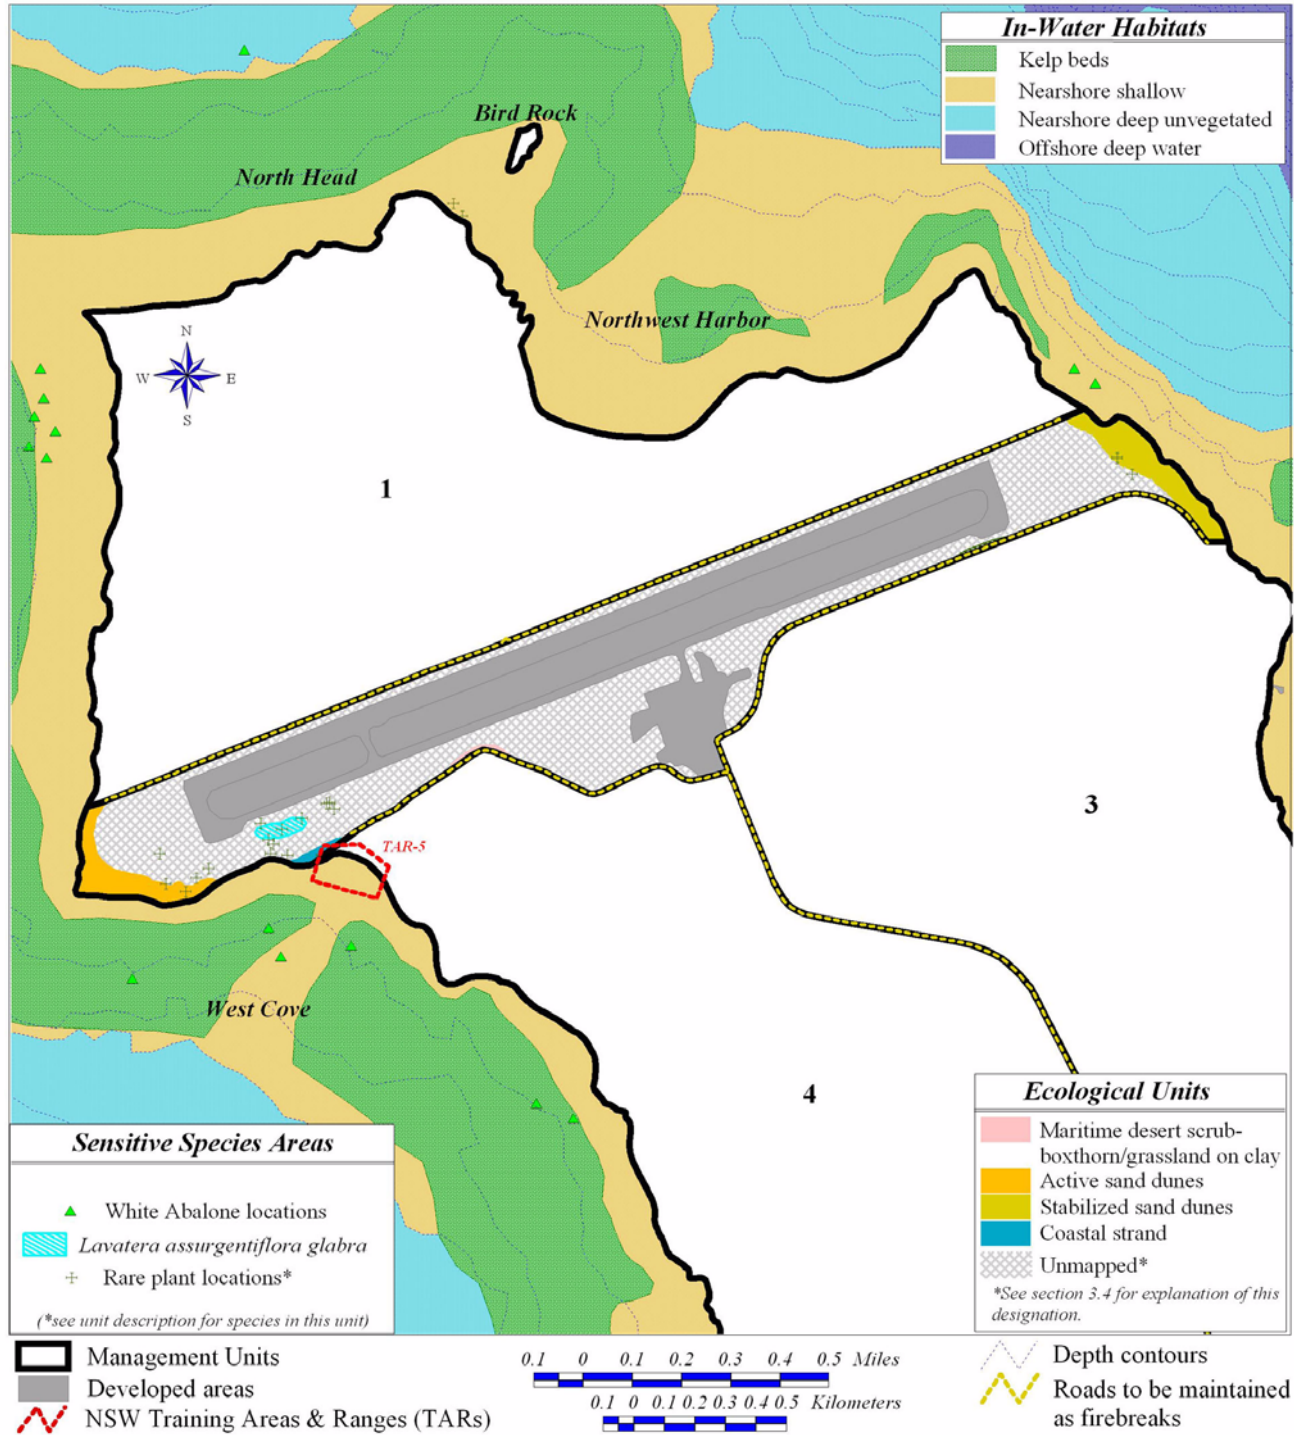 In-Water Habitats
Kelp beds
Nearshore shallow
Nearshore deep unvegetated
Offshore deep water
Bird Rock
North Head
Northwest Harbor
N
W E
S
1
3
TAR-5
West Cove
4
Sensitive Species Areas
White Abalone locations
Lavatera assurgentiflora glabra
Rare plant locations*
(*see unit description for species in this unit)
Ecological Units
Maritime desert scrub-
boxthorn/grassland on clay
Active sand dunes
Stabilized sand dunes
Coastal strand
Unmapped*
*See section 3.4 for explanation of this
designation.
Management Units
Developed areas
NSW Training Areas & Ranges (TARs)
0.1 0 0.1 0.2 0.3 0.4 0.5 Miles
Kilometers
0.1 0 0.1 0.2 0.3 0.4 0.5
Depth contours
Roads to be maintained
as firebreaks